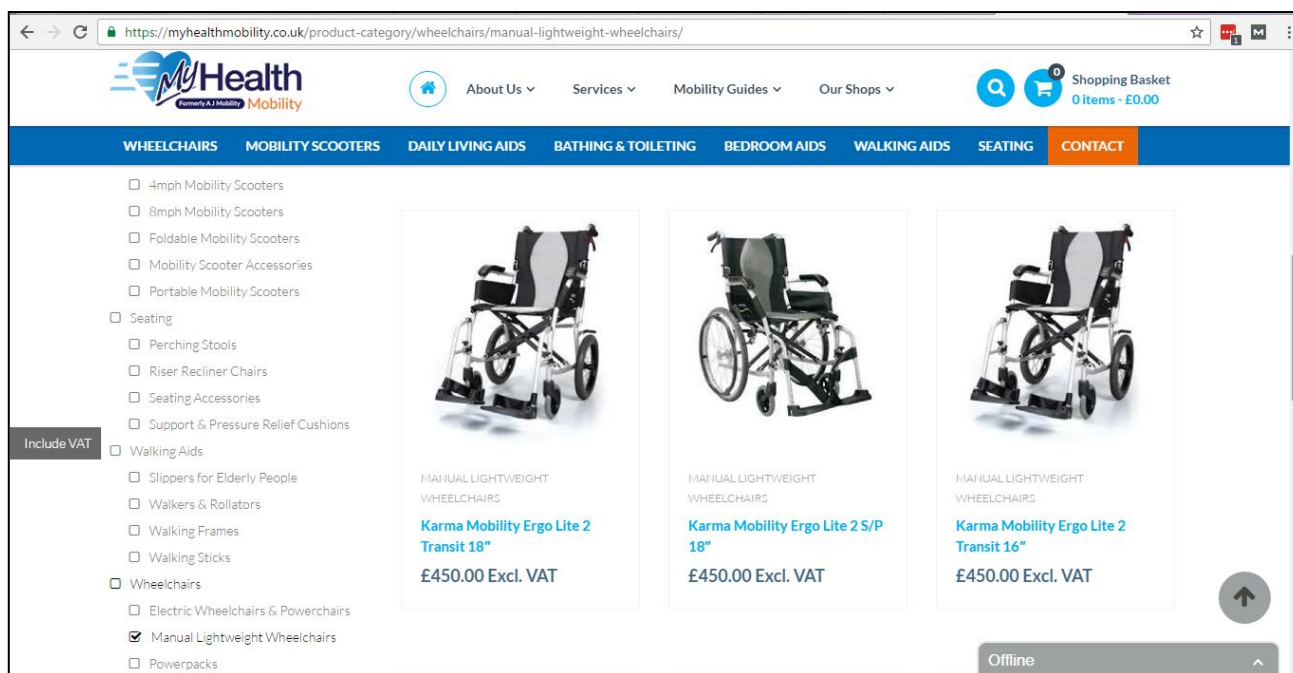 https://myhealthmobility.co.uk/product-category/wheelchairs/manual-lightweight-wheelchairs/
1
M
MyHealth
Formerly A J Mobility Mobility
About Us
Services
Mobility Guides
Our Shops
0
Shopping Basket
0 items - £0.00
WHEELCHAIRS
MOBILITY SCOOTERS
DAILY LIVING AIDS
BATHING & TOILETING
BEDROOM AIDS
WALKING AIDS
SEATING
CONTACT
4mph Mobility Scooters
8mph Mobility Scooters
Foldable Mobility Scooters
Mobility Scooter Accessories
Portable Mobility Scooters
Seating
Perching Stools
Riser Recliner Chairs
Seating Accessories
Support & Pressure Relief Cushions
Include VAT
Walking Aids
Slippers for Elderly People
Walkers & Rollators
Walking Frames
Walking Sticks
Wheelchairs
Electric Wheelchairs & Powerchairs
Manual Lightweight Wheelchairs
Powerpacks
MANUAL LIGHTWEIGHT
WHEELCHAIRS
Karma Mobility Ergo Lite 2
Transit 18”
£450.00 Excl. VAT
MANUAL LIGHTWEIGHT
WHEELCHAIRS
Karma Mobility Ergo Lite 2 S/P
18”
£450.00 Excl. VAT
MANUAL LIGHTWEIGHT
WHEELCHAIRS
Karma Mobility Ergo Lite 2
Transit 16”
£450.00 Excl. VAT
Offline